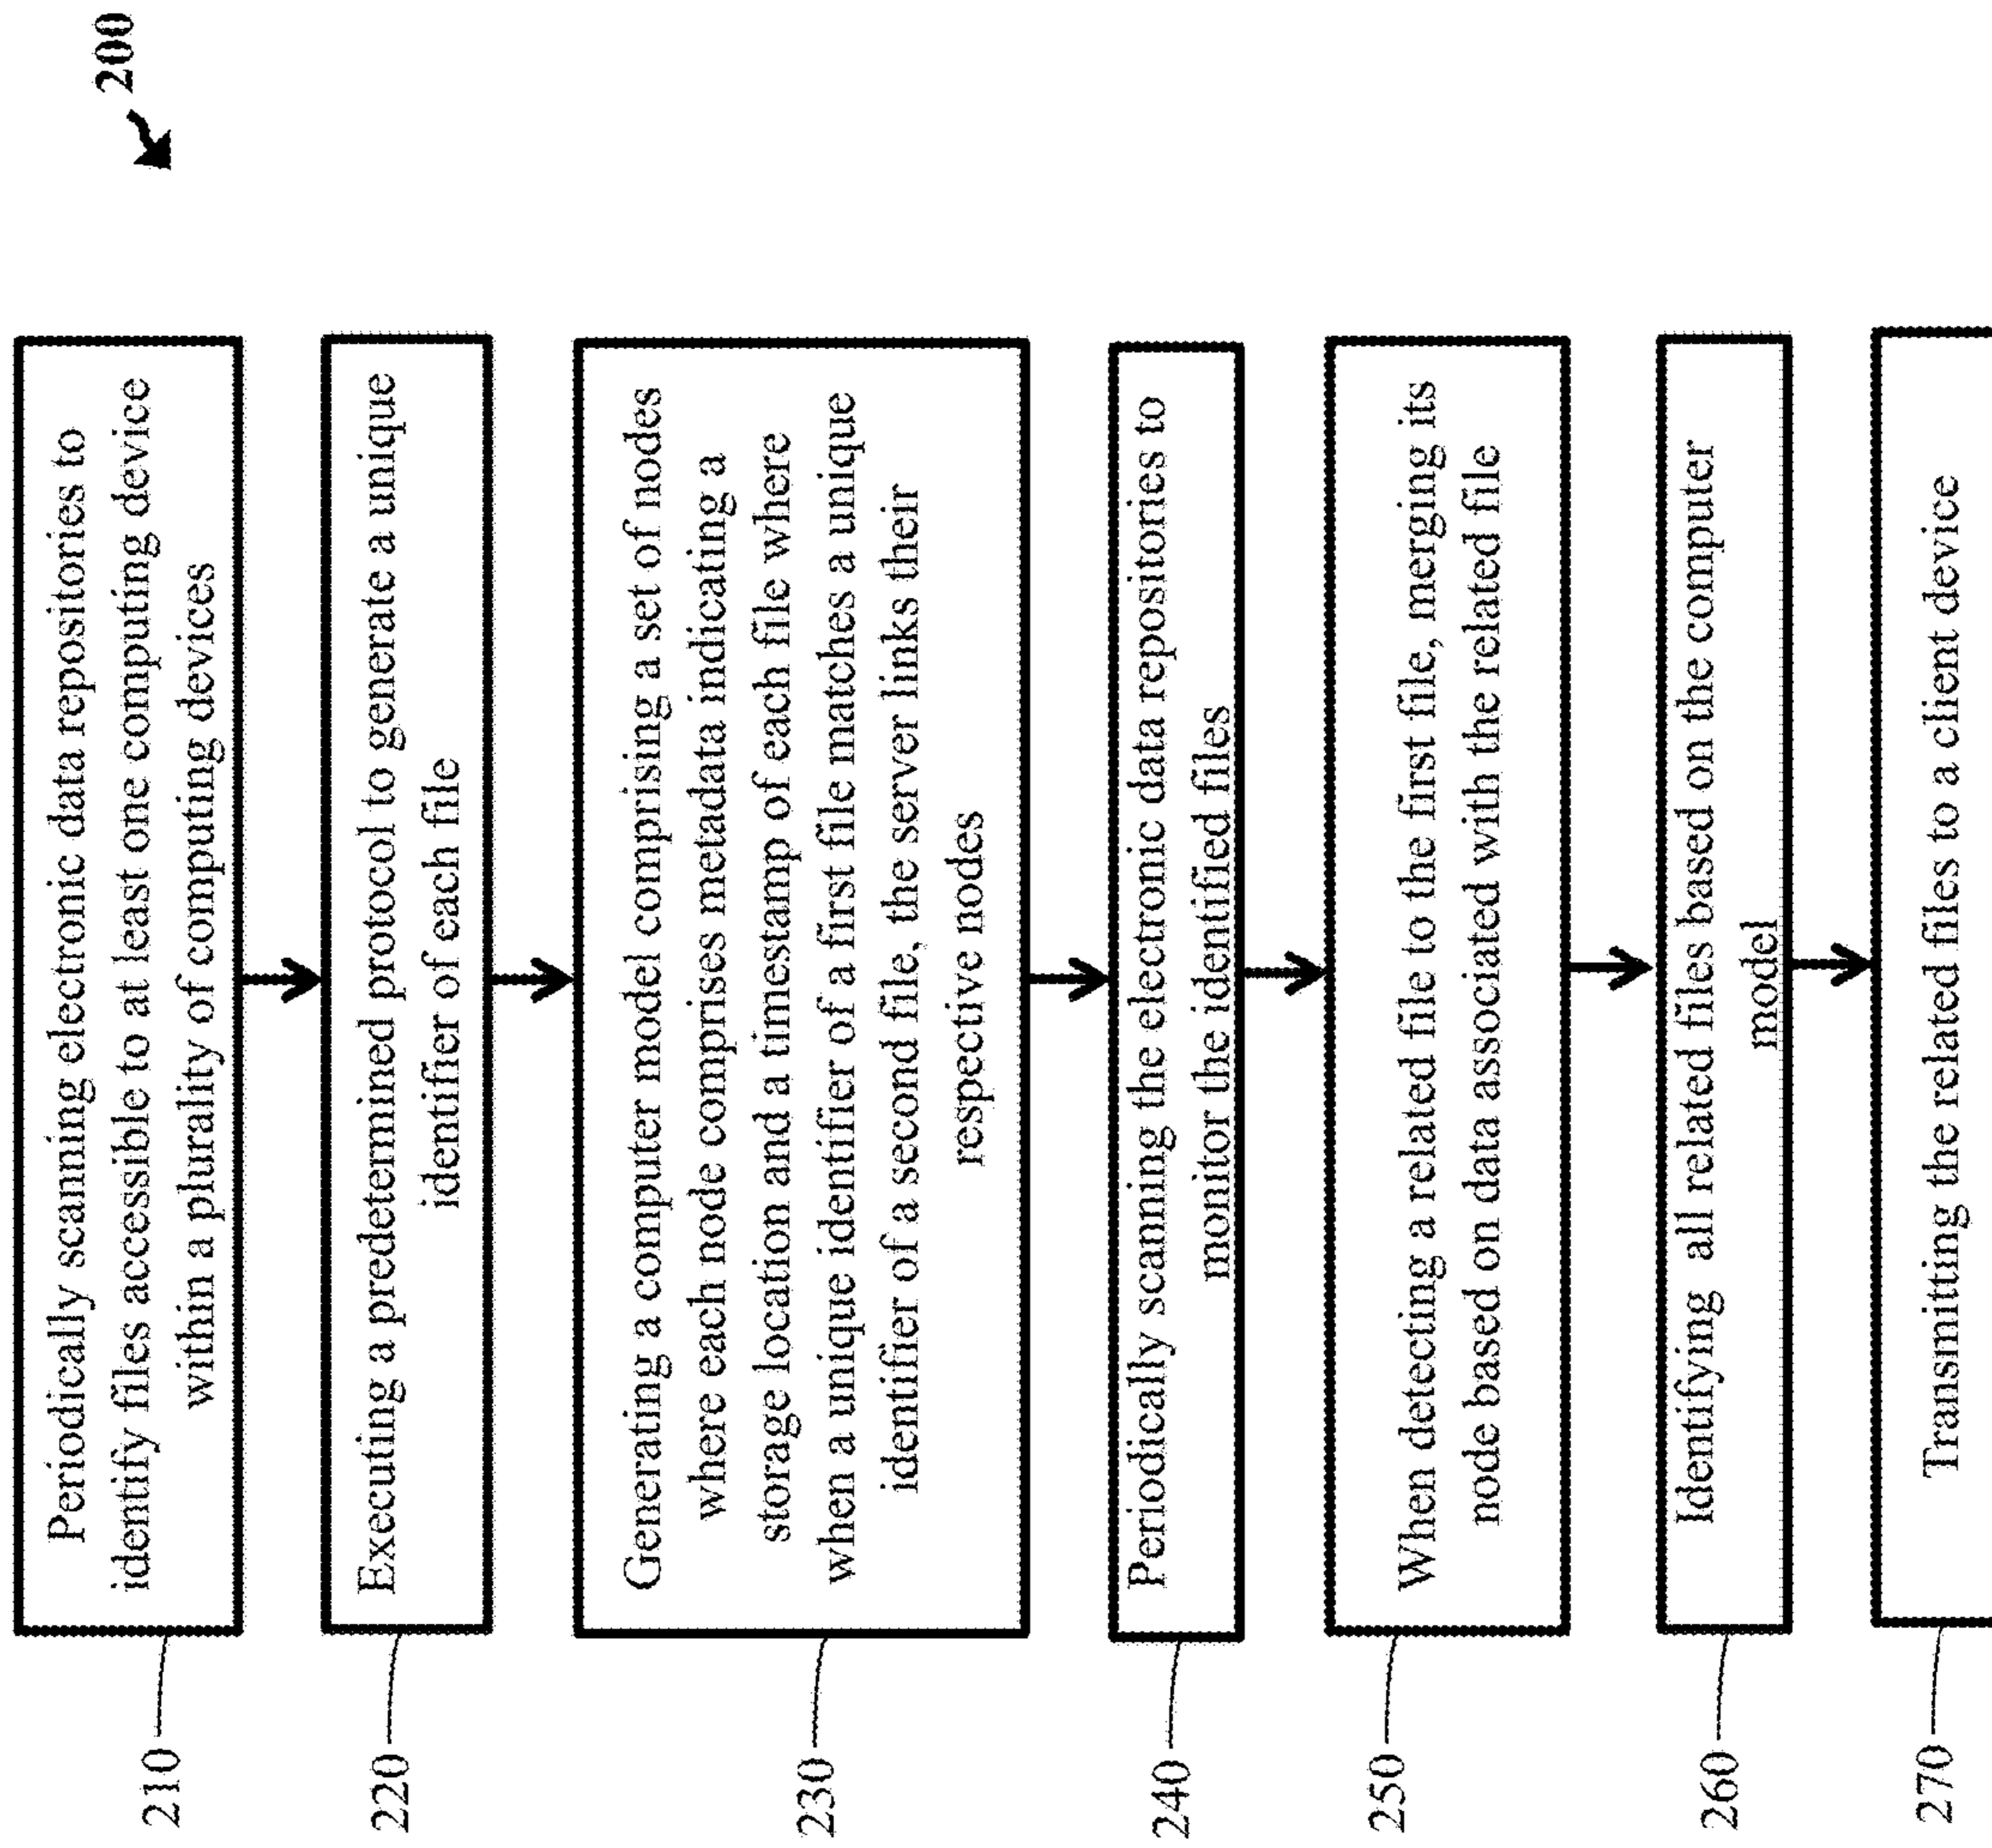 200
210
Periodically scanning electronic data repositories to
identify files accessible to at least one computing device
within a plurality of computing devices
220
Executing a predetermined protocol to generate a unique
identifier of each file
230
Generating a computer model comprising a set of nodes
where each node comprises metadata indicating a
storage location and a timestamp of each file where
when a unique identifier of a first file matches a unique
identifier of a second file, the server links their
respective nodes
240
Periodically scanning the electronic data repositories to
monitor the identified files
250
When detecting a related file to the first file, merging its
node based on data associated with the related file
260
Identifying all related files based on the computer
model
270
Transmitting the related files to a client device